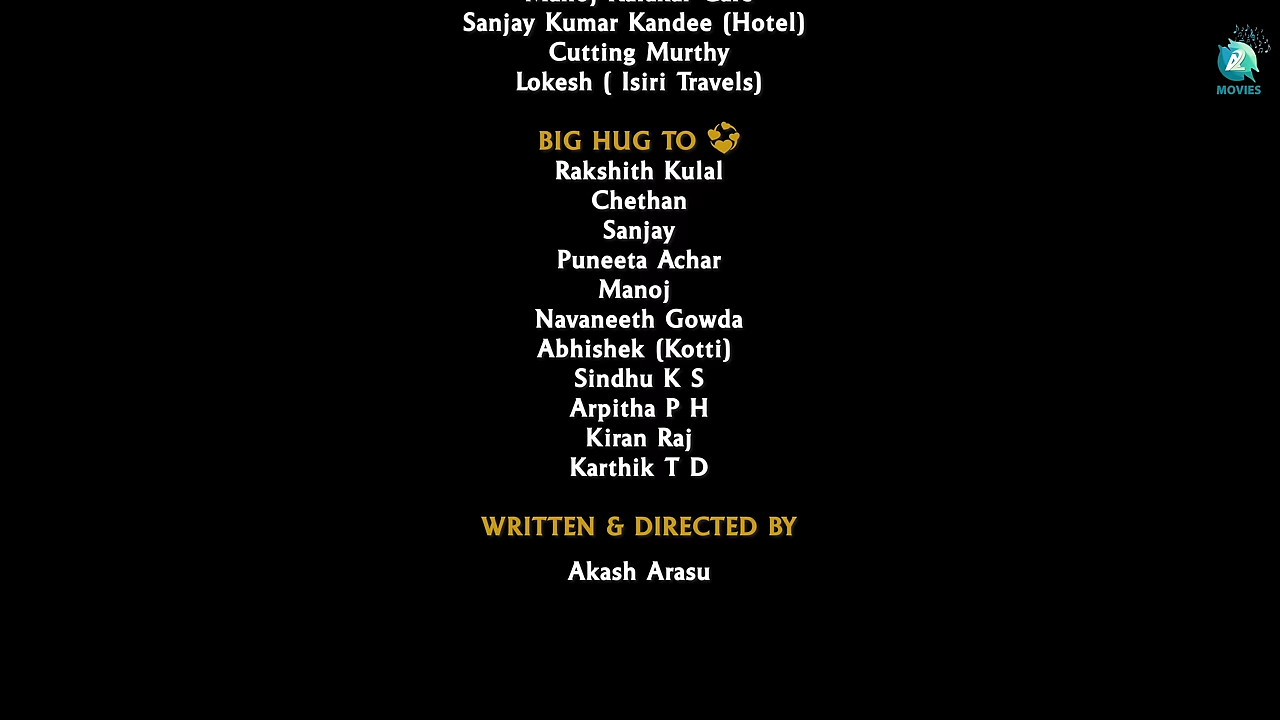 Sanjay Kumar Kandee (Hotel)
Cutting Murthy
Lokesh ( Isiri Travels)
BIG HUG TO 💞
Rakshith Kulal
Chethan
Sanjay
Puneeta Achar
Manoj
Navaneeth Gowda
Abhishek (Kotti)
Sindhu K S
Arpitha P H
Kiran Raj
Karthik T D
WRITTEN & DIRECTED BY
Akash Arasu
MOVIES